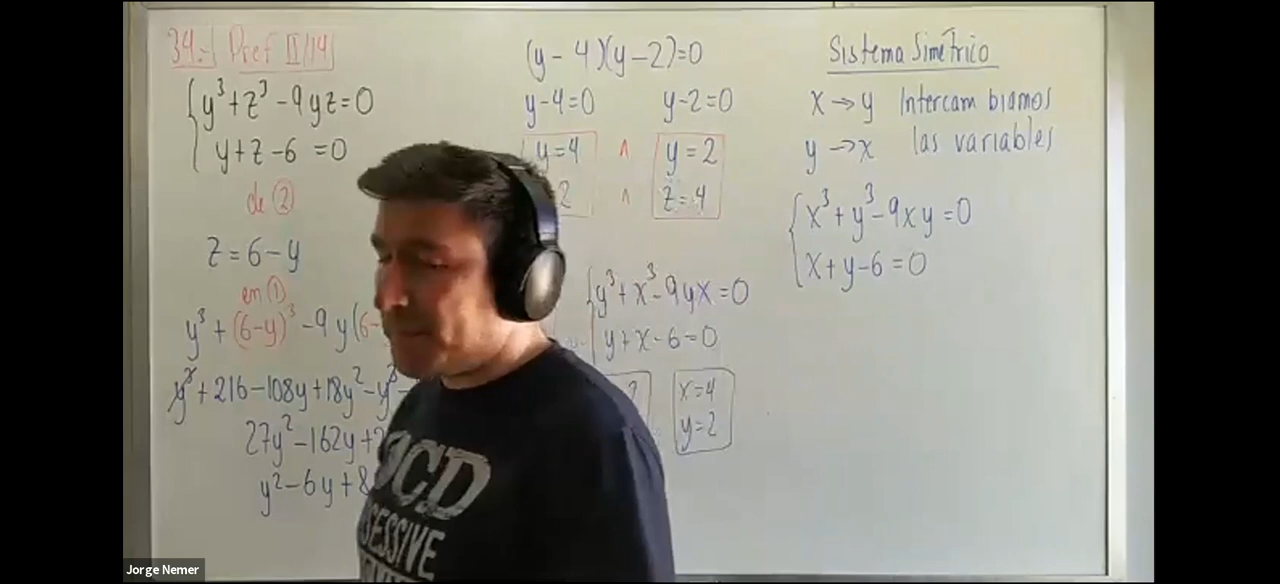 34.-| Pref II/14|
y³+z³-9yz=0
y+z-6=0
de ②
z=6-y
en ①
y³+(6-y)³-9y(6-
y³+216-108y+18y²-y³-
27y²-162y+2
y²-6y+8
(y-4)(y-2)=0
y-4=0 y-2=0
y=4 ∧ y=2
2 ∧ z=4
y³+x³-9yx=0
y+x-6=0
x=4
y=2
Sistema Simétrico
x→y Intercambiamos
y→x las variables
x³+y³-9xy=0
x+y-6=0
OCD
Jorge Nemer